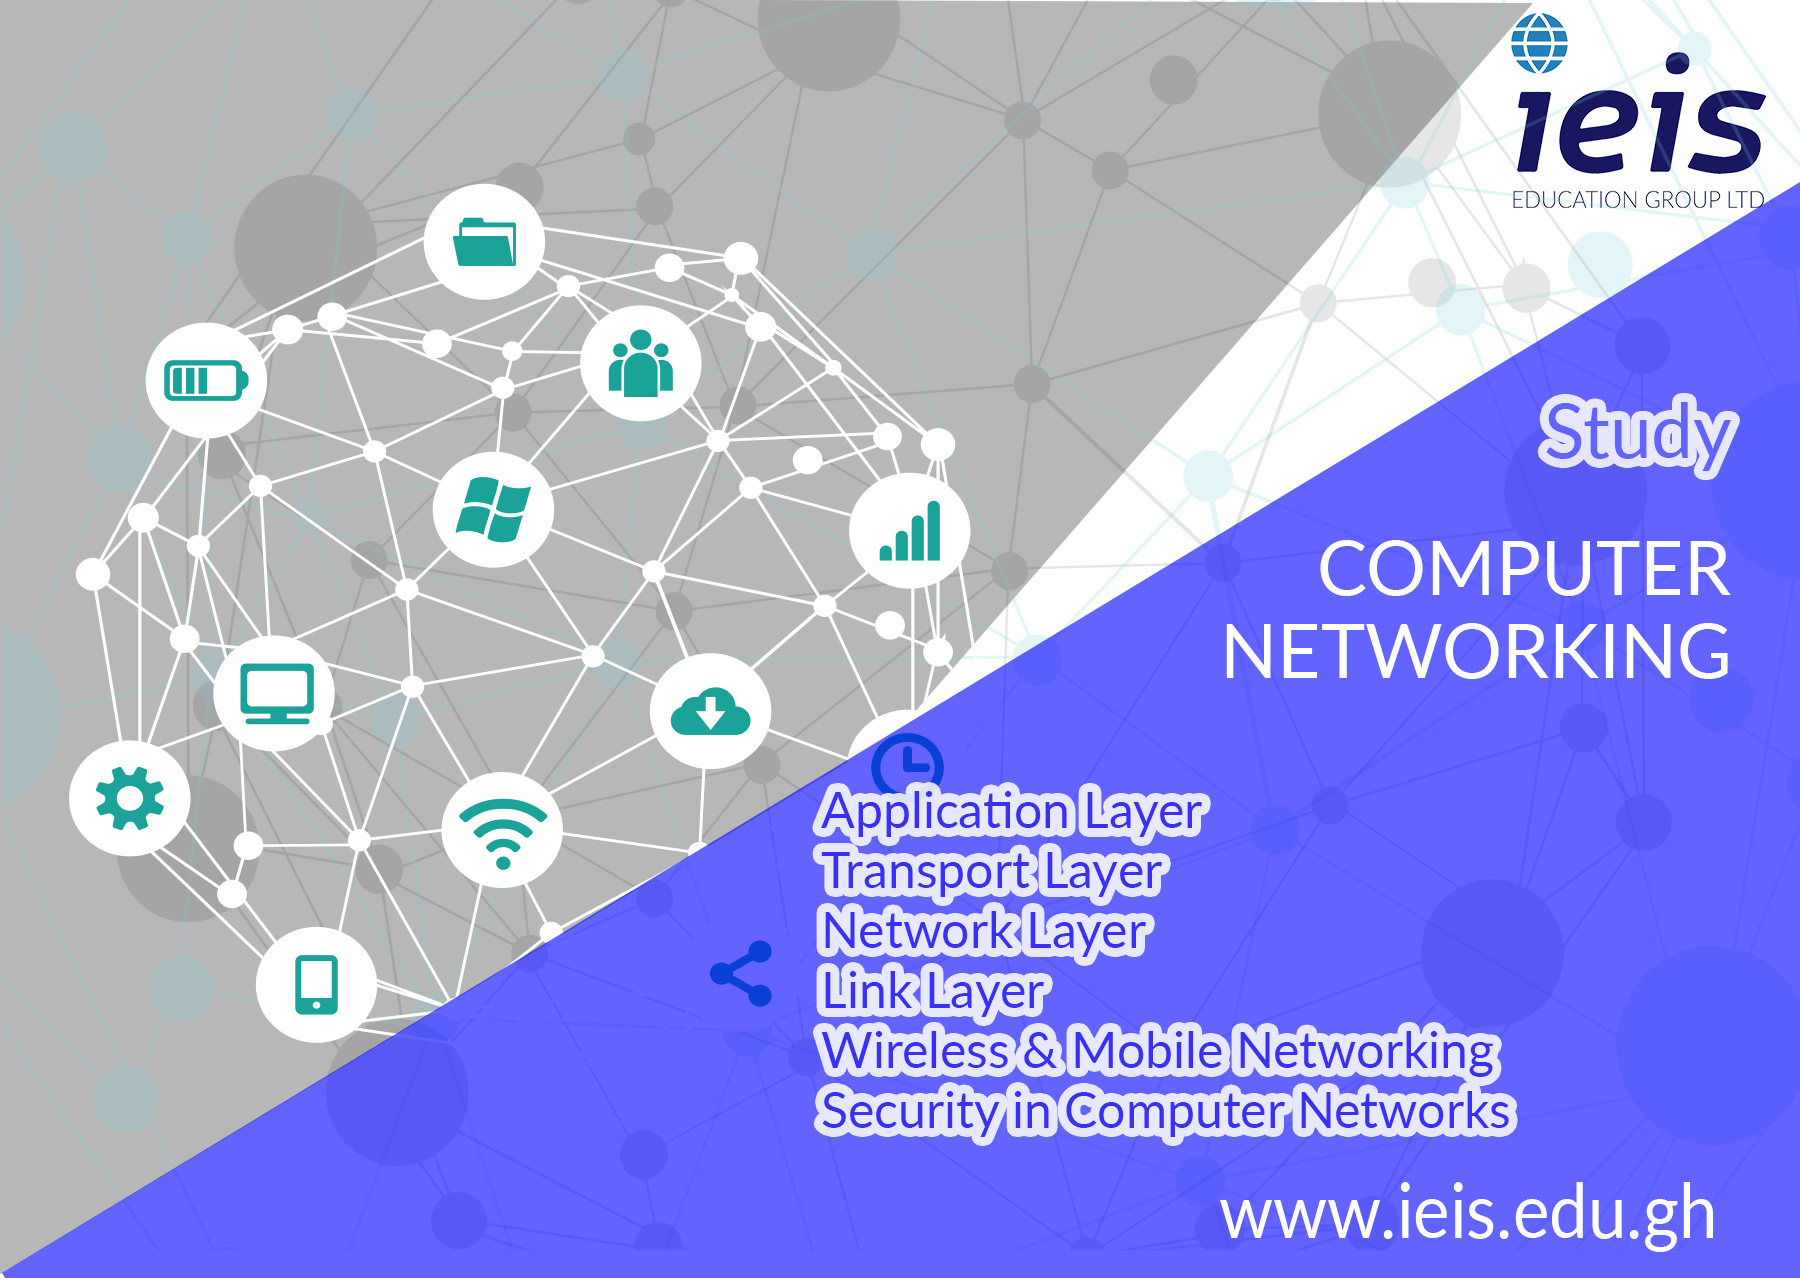 ieis
EDUCATION GROUP LTD
Study
COMPUTER
NETWORKING
Application Layer
Transport Layer
Network Layer
Link Layer
Wireless & Mobile Networking
Security in Computer Networks
www.ieis.edu.gh